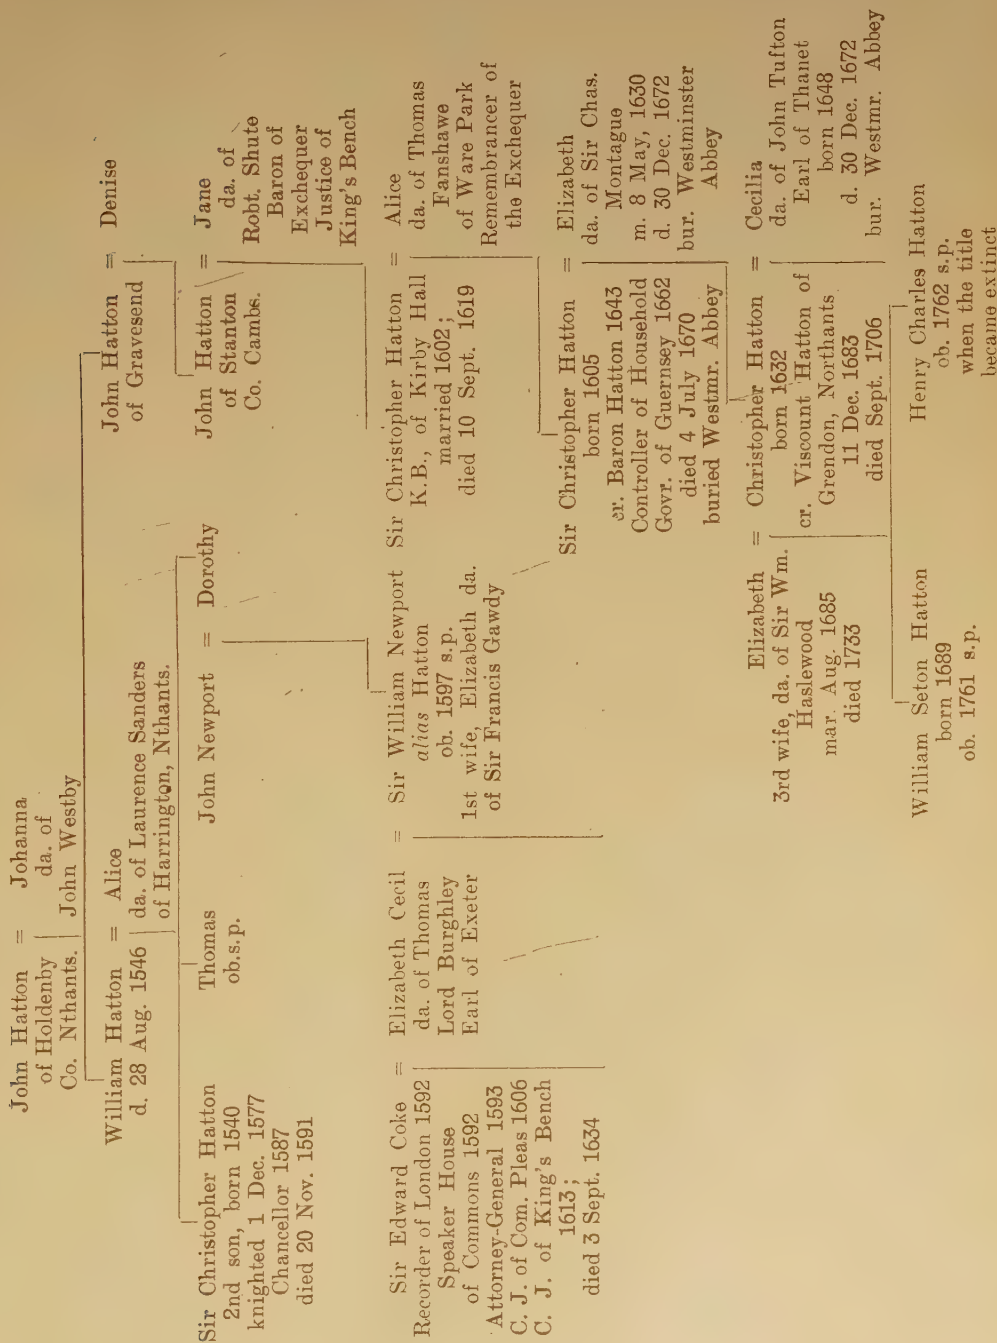 John Hatton = Johanna
of Holdenby da. of
Co. Nthants. John Westby
William Hatton = Alice
d. 28 Aug. 1546 da. of Laurence Sanders
of Harrington, Nthants.
John Hatton = Denise
of Gravesend
Sir Christopher Hatton
2nd son, born 1540
knighted 1 Dec. 1577
Chancellor 1587
died 20 Nov. 1591
Thomas
ob.s.p.
John Newport = Dorothy
John Hatton = Jane
of Stanton da. of
Co. Cambs. Robt. Shute
Baron of
Exchequer
Justice of
King's Bench
Sir Edward Coke = Elizabeth Cecil = Sir William Newport
Recorder of London 1592 da. of Thomas alias Hatton
Speaker House Lord Burghley ob. 1597 s.p.
of Commons 1592 Earl of Exeter 1st wife, Elizabeth da.
Attorney-General 1593 of Sir Francis Gawdy
C. J. of Com. Pleas 1606
C. J. of King's Bench
1613;
died 3 Sept. 1634
Sir Christopher Hatton = Alice
K.B., of Kirby Hall da. of Thomas
married 1602; Fanshawe
died 10 Sept. 1619 of Ware Park
Remembrancer of
the Exchequer
Sir Christopher Hatton = Elizabeth
born 1605 da. of Sir Chas.
cr. Baron Hatton 1643 Montague
Controller of Household m. 8 May, 1630
Govr. of Guernsey 1662 d. 30 Dec. 1672
died 4 July 1670 bur. Westminster
buried Westmr. Abbey Abbey
Elizabeth = Christopher Hatton = Cecilia
3rd wife, da. of Sir Wm. born 1632 da. of John Tufton
Haslewood cr. Viscount Hatton of Earl of Thanet
mar. Aug. 1685 Grendon, Northants born 1648
died 1733 11 Dec. 1683 d. 30 Dec. 1672
died Sept. 1706 bur. Westmr. Abbey
William Seton Hatton
born 1689
ob. 1761 s.p.
Henry Charles Hatton
ob. 1762 s.p.
when the title
became extinct